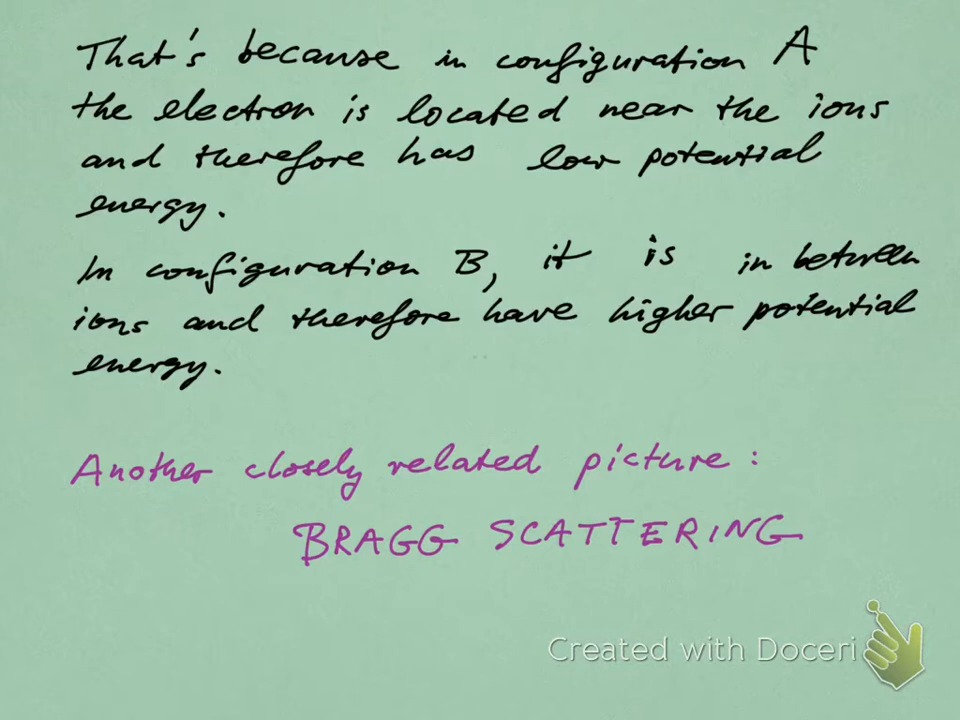 That's because in configuration A
the electron is located near the ions
and therefore has low potential
energy.
In configuration B, it is in between
ions and therefore have higher potential
energy.
Another closely related picture:
BRAGG SCATTERING
Created with Doceri